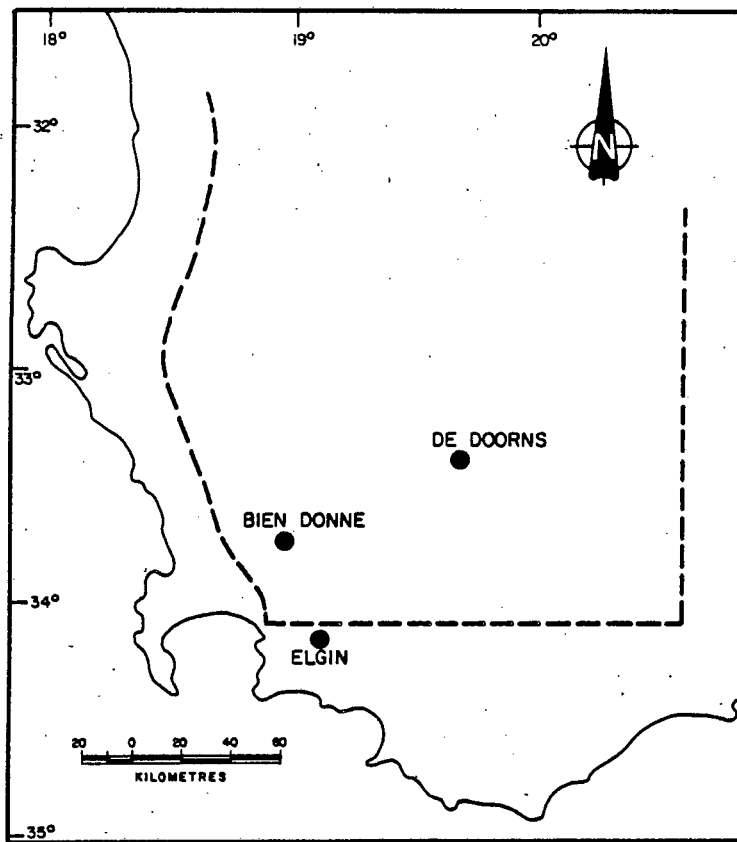 18° 19° 20°
32°
N
33°
DE DOORNS
BIEN DONNE
34°
ELGIN
20 0 20 40 60
KILOMETRES
35°